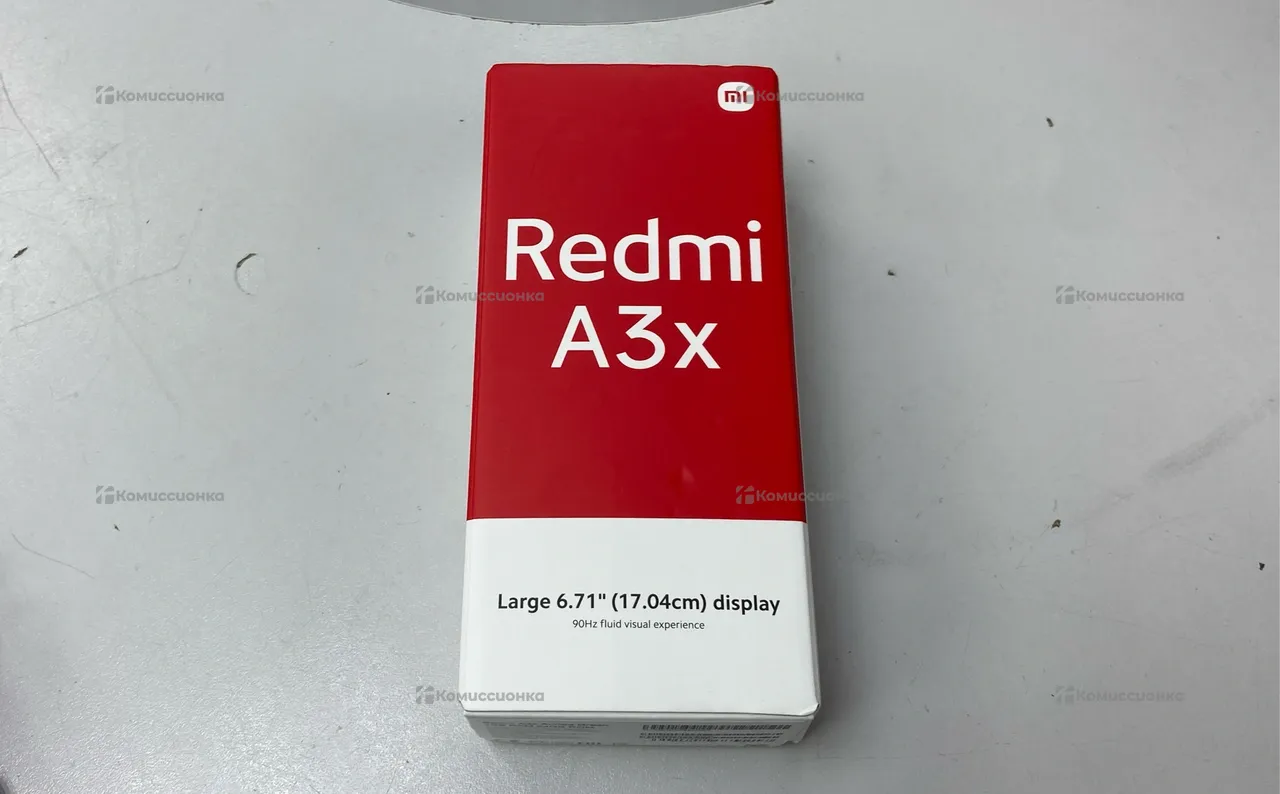 Комиссионка
mi Комиссионка
Redmi
Комиссионка
Комиссионка
A3x
Комиссионка
Комиссионка
Large 6.71" (17.04cm) display
90Hz fluid visual experience
Комиссионка
Комиссионка